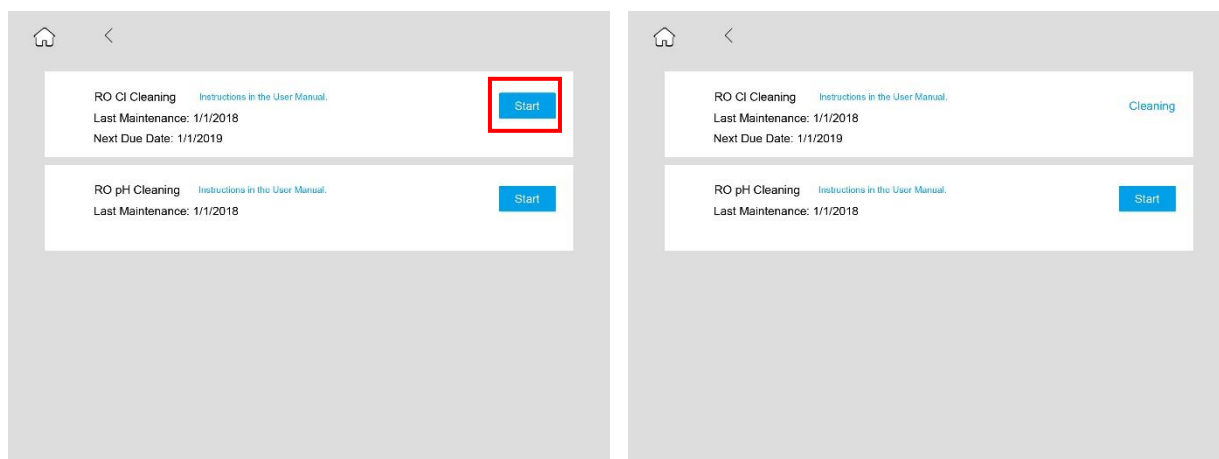 RO Cl Cleaning Instructions in the User Manual.
Start
Last Maintenance: 1/1/2018
Next Due Date: 1/1/2019
RO pH Cleaning Instructions in the User Manual.
Start
Last Maintenance: 1/1/2018
RO Cl Cleaning Instructions in the User Manual.
Cleaning
Last Maintenance: 1/1/2018
Next Due Date: 1/1/2019
RO pH Cleaning Instructions in the User Manual.
Start
Last Maintenance: 1/1/2018